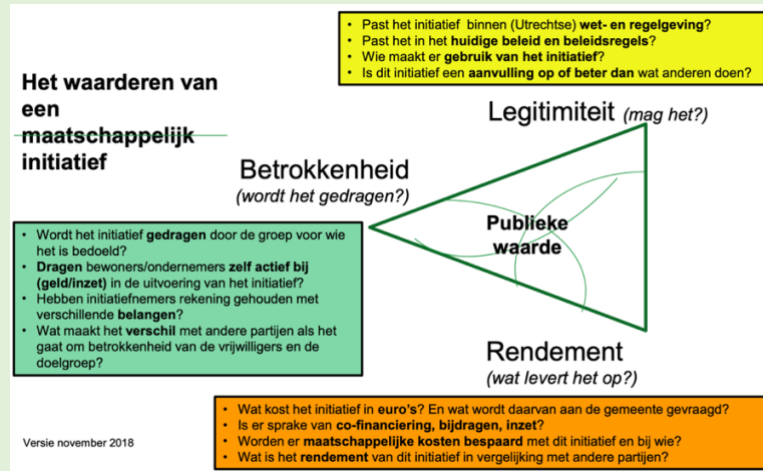 Het waarderen van
een
maatschappelijk
initiatief
• Past het initiatief binnen (Utrechtse) wet- en regelgeving?
• Past het in het huidige beleid en beleidsregels?
• Wie maakt er gebruik van het initiatief?
• Is dit initiatief een aanvulling op of beter dan wat anderen doen?
Legitimiteit (mag het?)
Betrokkenheid
(wordt het gedragen?)
Publieke
waarde
• Wordt het initiatief gedragen door de groep voor wie
het is bedoeld?
• Dragen bewoners/ondernemers zelf actief bij
(geld/inzet) in de uitvoering van het initiatief?
• Hebben initiatiefnemers rekening gehouden met
verschillende belangen?
• Wat maakt het verschil met andere partijen als het
gaat om betrokkenheid van de vrijwilligers en de
doelgroep?
Rendement
(wat levert het op?)
• Wat kost het initiatief in euro's? En wat wordt daarvan aan de gemeente gevraagd?
• Is er sprake van co-financiering, bijdragen, inzet?
• Worden er maatschappelijke kosten bespaard met dit initiatief en bij wie?
• Wat is het rendement van dit initiatief in vergelijking met andere partijen?
Versie november 2018